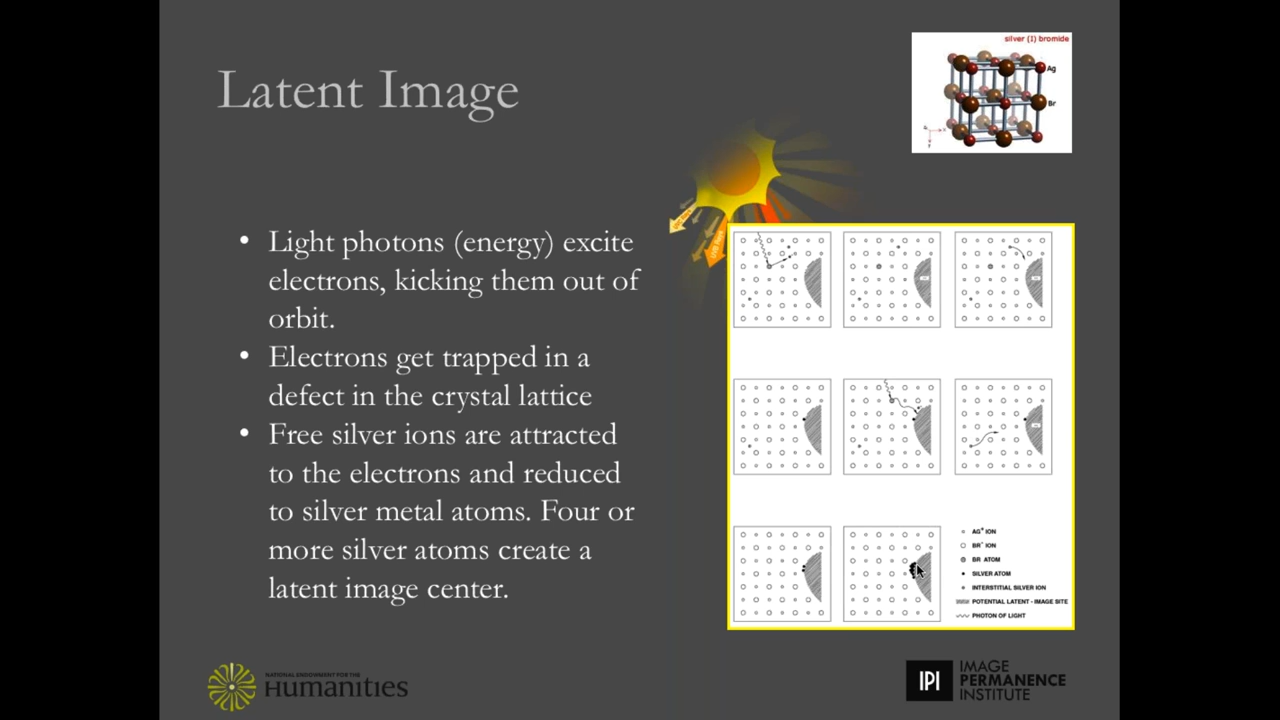 silver (I) bromide
Ag
Br
Latent Image
• Light photons (energy) excite
electrons, kicking them out of
orbit.
• Electrons get trapped in a
defect in the crystal lattice
• Free silver ions are attracted
to the electrons and reduced
to silver metal atoms. Four or
more silver atoms create a
latent image center.
AG+ ION
BR- ION
BR ATOM
SILVER ATOM
INTERSTITIAL SILVER ION
POTENTIAL LATENT - IMAGE SITE
PHOTON OF LIGHT
NATIONAL ENDOWMENT FOR THE
Humanities
IPI
IMAGE
PERMANENCE
INSTITUTE